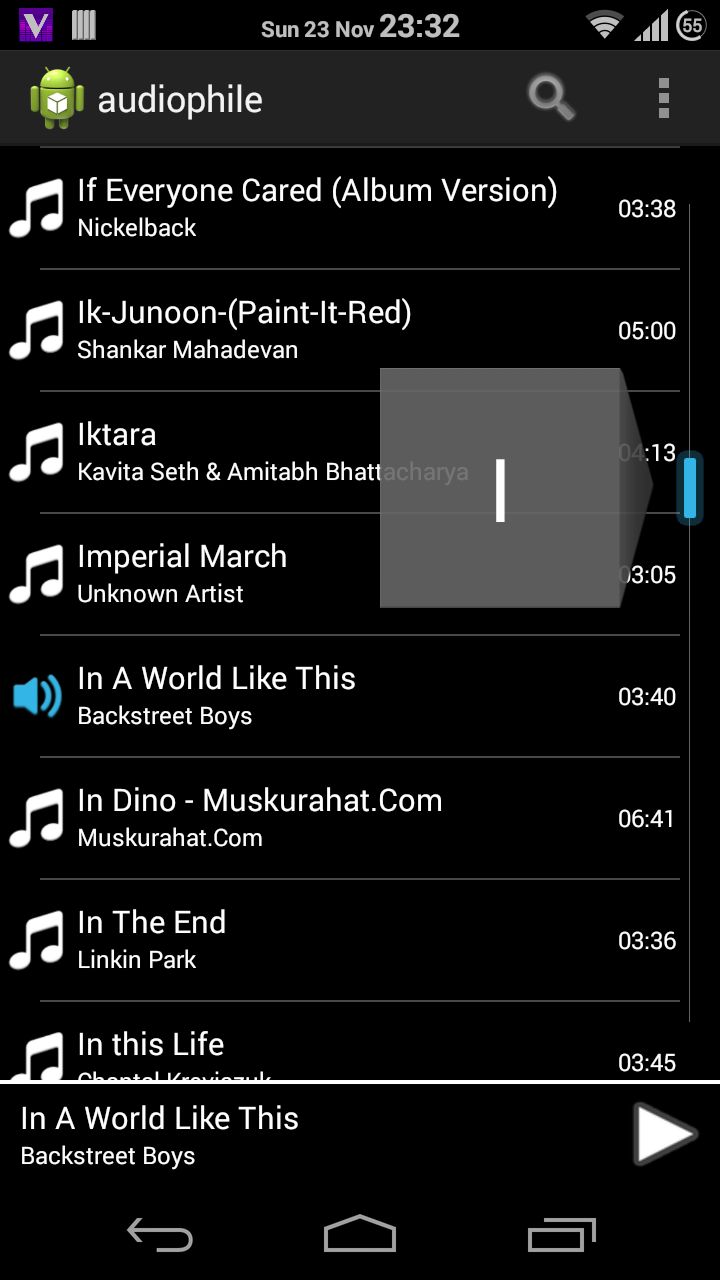 Sun 23 Nov 23:32
55
audiophile
If Everyone Cared (Album Version)
Nickelback
03:38
Ik-Junoon-(Paint-It-Red)
Shankar Mahadevan
05:00
Iktara
Kavita Seth & Amitabh Bhattacharya
04:13
I
Imperial March
Unknown Artist
03:05
In A World Like This
Backstreet Boys
03:40
In Dino - Muskurahat.Com
Muskurahat.Com
06:41
In The End
Linkin Park
03:36
In this Life
Chantal Kreviazuk
03:45
In A World Like This
Backstreet Boys